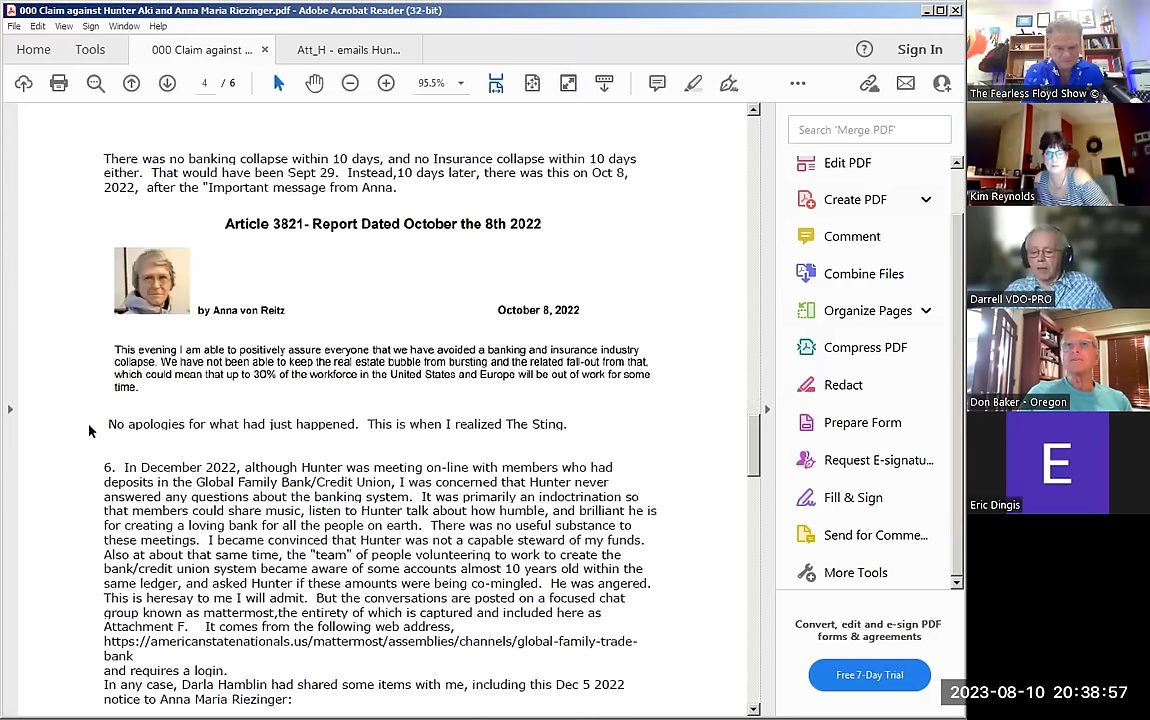 000 Claim against Hunter Aki and Anna Maria Riezinger.pdf - Adobe Acrobat Reader (32-bit)
File Edit View Sign Window Help
Home Tools 000 Claim against ... × Att_H - emails Hun... Sign In
4 / 6 95.5%
There was no banking collapse within 10 days, and no Insurance collapse within 10 days
either. That would have been Sept 29. Instead,10 days later, there was this on Oct 8,
2022, after the "Important message from Anna.
Article 3821- Report Dated October the 8th 2022
by Anna von Reitz October 8, 2022
This evening I am able to positively assure everyone that we have avoided a banking and insurance industry
collapse. We have not been able to keep the real estate bubble from bursting and the related fall-out from that,
which could mean that up to 30% of the workforce in the United States and Europe will be out of work for some
time.
No apologies for what had just happened. This is when I realized The Sting.
6. In December 2022, although Hunter was meeting on-line with members who had
deposits in the Global Family Bank/Credit Union, I was concerned that Hunter never
answered any questions about the banking system. It was primarily an indoctrination so
that members could share music, listen to Hunter talk about how humble, and brilliant he is
for creating a loving bank for all the people on earth. There was no useful substance to
these meetings. I became convinced that Hunter was not a capable steward of my funds.
Also at about that same time, the "team" of people volunteering to work to create the
bank/credit union system became aware of some accounts almost 10 years old within the
same ledger, and asked Hunter if these amounts were being co-mingled. He was angered.
This is heresay to me I will admit. But the conversations are posted on a focused chat
group known as mattermost,the entirety of which is captured and included here as
Attachment F. It comes from the following web address,
https://americanstatenationals.us/mattermost/assemblies/channels/global-family-trade-
bank
and requires a login.
In any case, Darla Hamblin had shared some items with me, including this Dec 5 2022
notice to Anna Maria Riezinger:
Search 'Merge PDF'
Edit PDF
Create PDF
Comment
Combine Files
Organize Pages
Compress PDF
Redact
Prepare Form
Request E-signatu...
Fill & Sign
Send for Comme...
More Tools
Convert, edit and e-sign PDF
forms & agreements
Free 7-Day Trial
The Fearless Floyd Show ©
Kim Reynolds
Darrell VDO-PRO
Don Baker - Oregon
E
Eric Dingis
2023-08-10 20:38:57